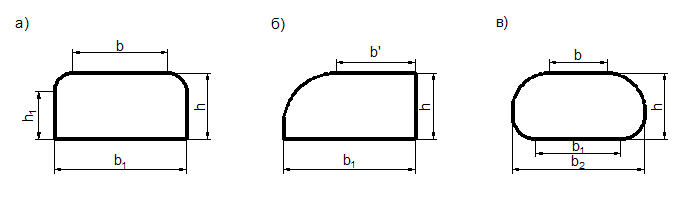 а) б) в)
b b' b
h₁ h h h
b₁ b₁ b₁
b₂